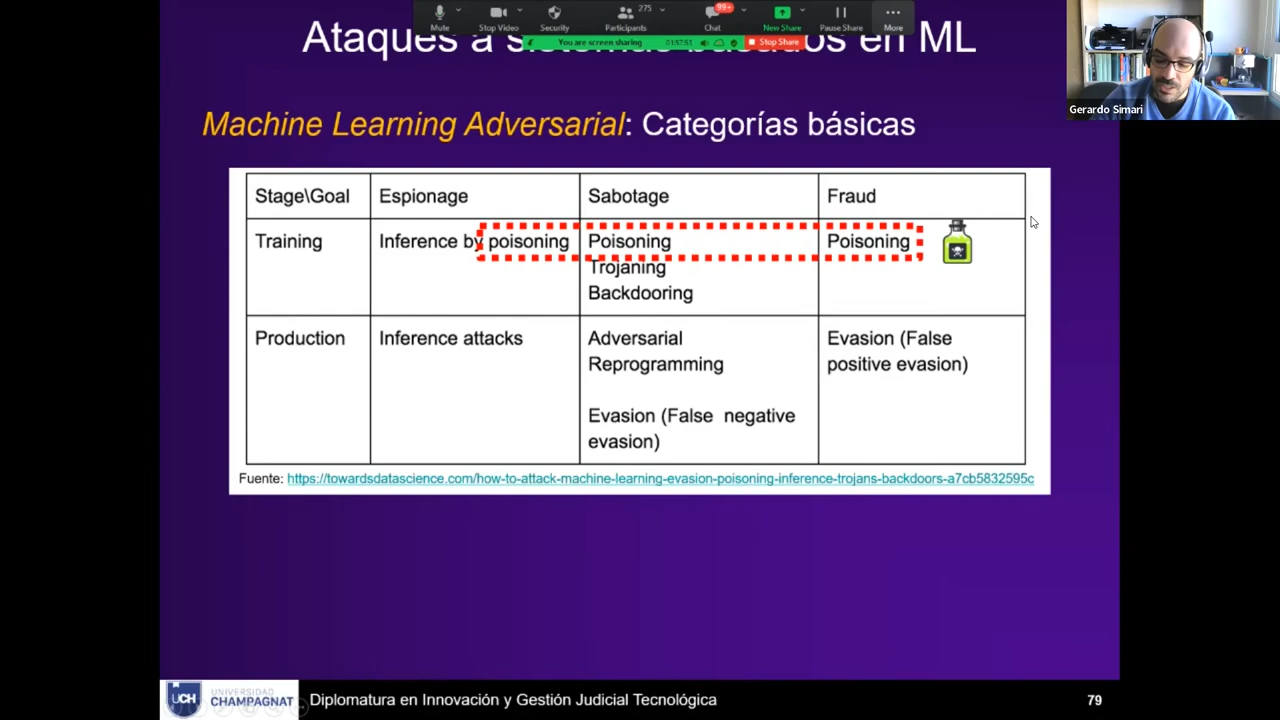 Mute
Stop Video
Security
275
Participants
99+
Chat
New Share
Pause Share
More
You are screen sharing
Stop Share
Ataques a s
ados en ML
Gerardo Simari
Machine Learning Adversarial: Categorías básicas
Stage\Goal Espionage Sabotage Fraud
Training Inference by poisoning Poisoning Poisoning
Trojaning
Backdooring
Production Inference attacks Adversarial Evasion (False
Reprogramming positive evasion)
Evasion (False negative
evasion)
Fuente: https://towardsdatascience.com/how-to-attack-machine-learning-evasion-poisoning-inference-trojans-backdoors-a7cb5832595c
UCH
UNIVERSIDAD
CHAMPAGNAT
Diplomatura en Innovación y Gestión Judicial Tecnológica
79